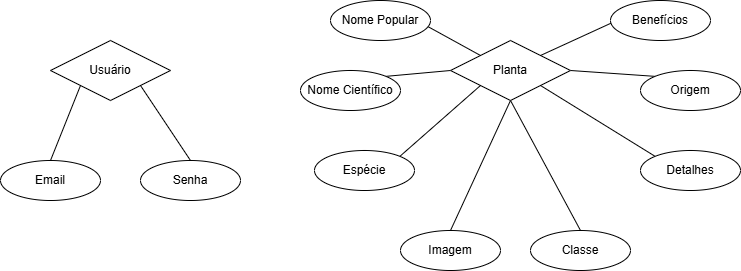 Nome Popular
Benefícios
Usuário
Planta
Nome Científico
Origem
Email
Senha
Espécie
Detalhes
Imagem
Classe